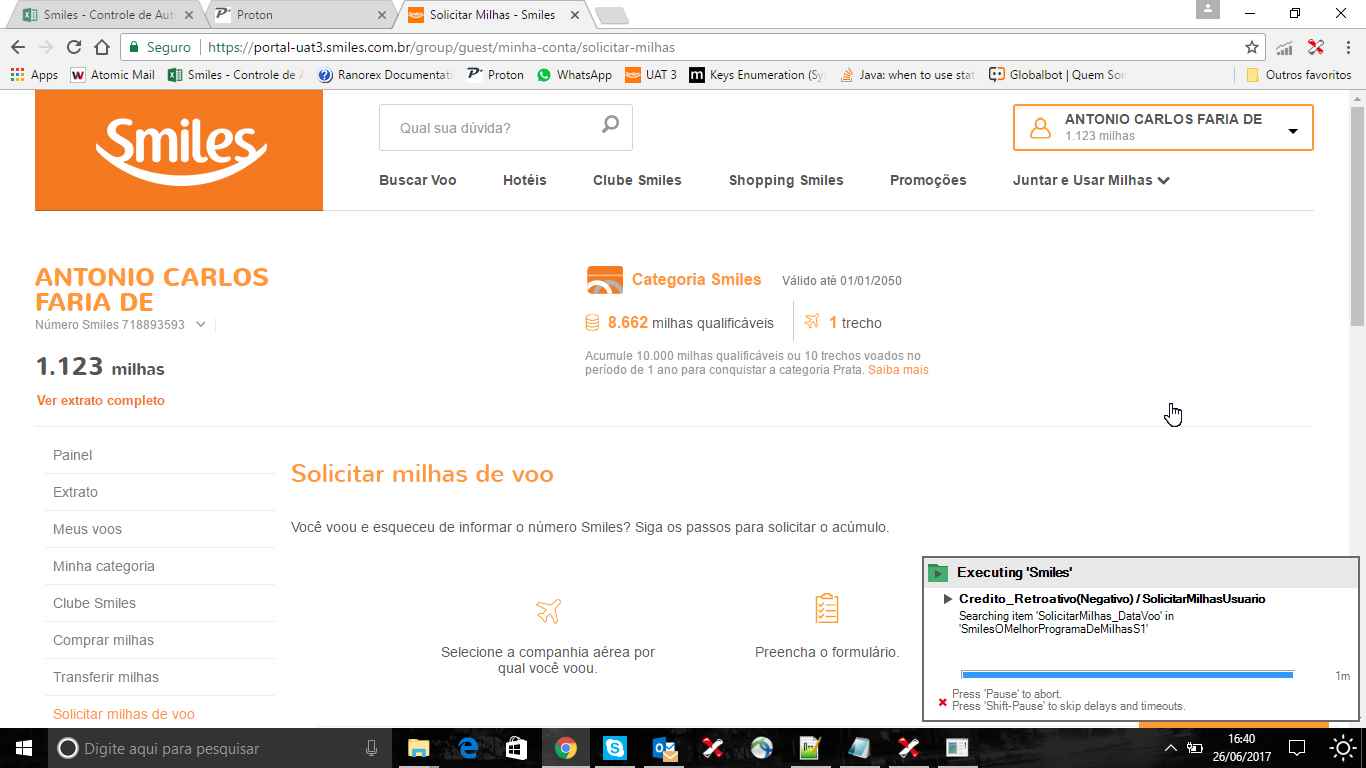 Smiles - Controle de Aut
Proton
Solicitar Milhas - Smiles
Seguro
https://portal-uat3.smiles.com.br/group/guest/minha-conta/solicitar-milhas
Apps
Atomic Mail
Smiles - Controle de A
Ranorex Documentati
Proton
WhatsApp
UAT 3
Keys Enumeration (Sy
Java: when to use stat
Globalbot | Quem So
Outros favoritos
Smiles
Qual sua dúvida?
ANTONIO CARLOS FARIA DE
1.123 milhas
Buscar Voo
Hotéis
Clube Smiles
Shopping Smiles
Promoções
Juntar e Usar Milhas
ANTONIO CARLOS
FARIA DE
Número Smiles 718893593
1.123 milhas
Ver extrato completo
Categoria Smiles
Válido até 01/01/2050
8.662 milhas qualificáveis
1 trecho
Acumule 10.000 milhas qualificáveis ou 10 trechos voados no
período de 1 ano para conquistar a categoria Prata. Saiba mais
Painel
Extrato
Meus voos
Minha categoria
Clube Smiles
Comprar milhas
Transferir milhas
Solicitar milhas de voo
Solicitar milhas de voo
Você voou e esqueceu de informar o número Smiles? Siga os passos para solicitar o acúmulo.
Selecione a companhia aérea por
qual você voou.
Preencha o formulário.
Executing 'Smiles'
Credito_Retroativo(Negativo) / SolicitarMilhasUsuario
Searching item 'SolicitarMilhas_DataVoo' in
'SmilesOMelhorProgramaDeMilhasS1'
1m
Press 'Pause' to abort.
Press 'Shift-Pause' to skip delays and timeouts.
Digite aqui para pesquisar
16:40
26/06/2017